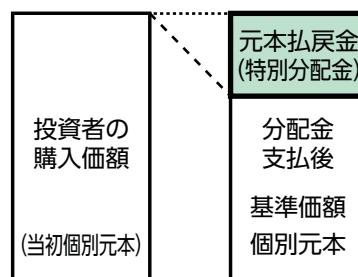 投資者の
購入価額
(当初個別元本)
元本払戻金
(特別分配金)
分配金
支払後
基準価額
個別元本